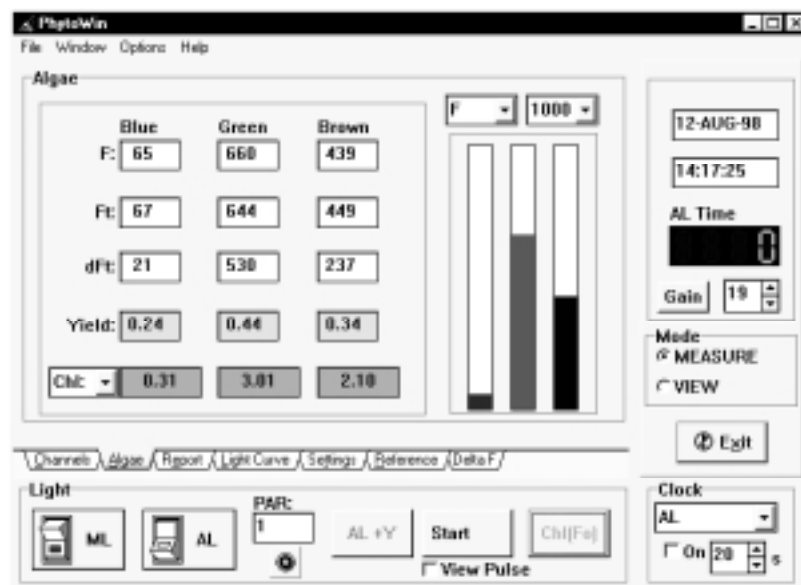 PhytoWin
File Window Options Help
Algae
Blue Green Brown
F: 65 660 439
Ft: 67 644 449
dFt: 21 530 237
Yield: 0.24 0.44 0.34
Chl: 0.31 3.01 2.10
F 1000
12-AUG-98
14:17:25
AL Time
0
Gain 19
Mode
MEASURE
VIEW
Exit
Channels Algae Report Light Curve Settings Reference Delta F
Light
ML
AL
PAR:
1
AL +Y
Start
Chl(Fo)
View Pulse
Clock
AL
On 20 s